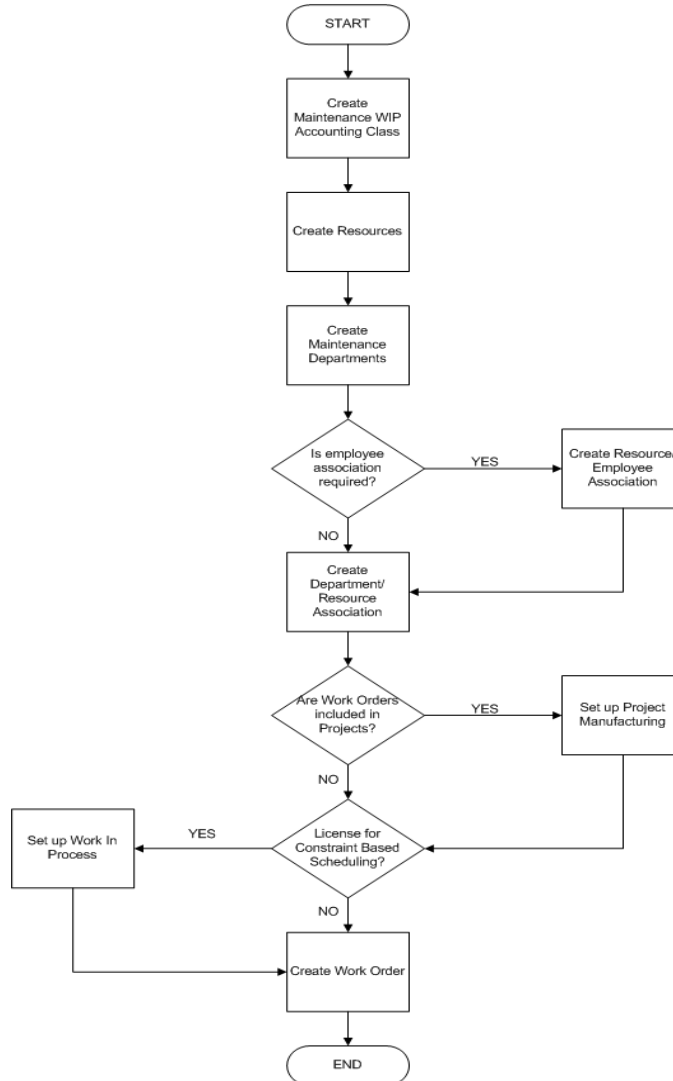 START
Create
Maintenance WIP
Accounting Class
Create Resources
Create
Maintenance
Departments
Is employee
association
required?
YES
Create Resource/
Employee
Association
NO
Create
Department/
Resource
Association
Are Work Orders
included in
Projects?
YES
Set up Project
Manufacturing
NO
Set up Work In
Process
YES
License for
Constraint Based
Scheduling?
NO
Create Work Order
END